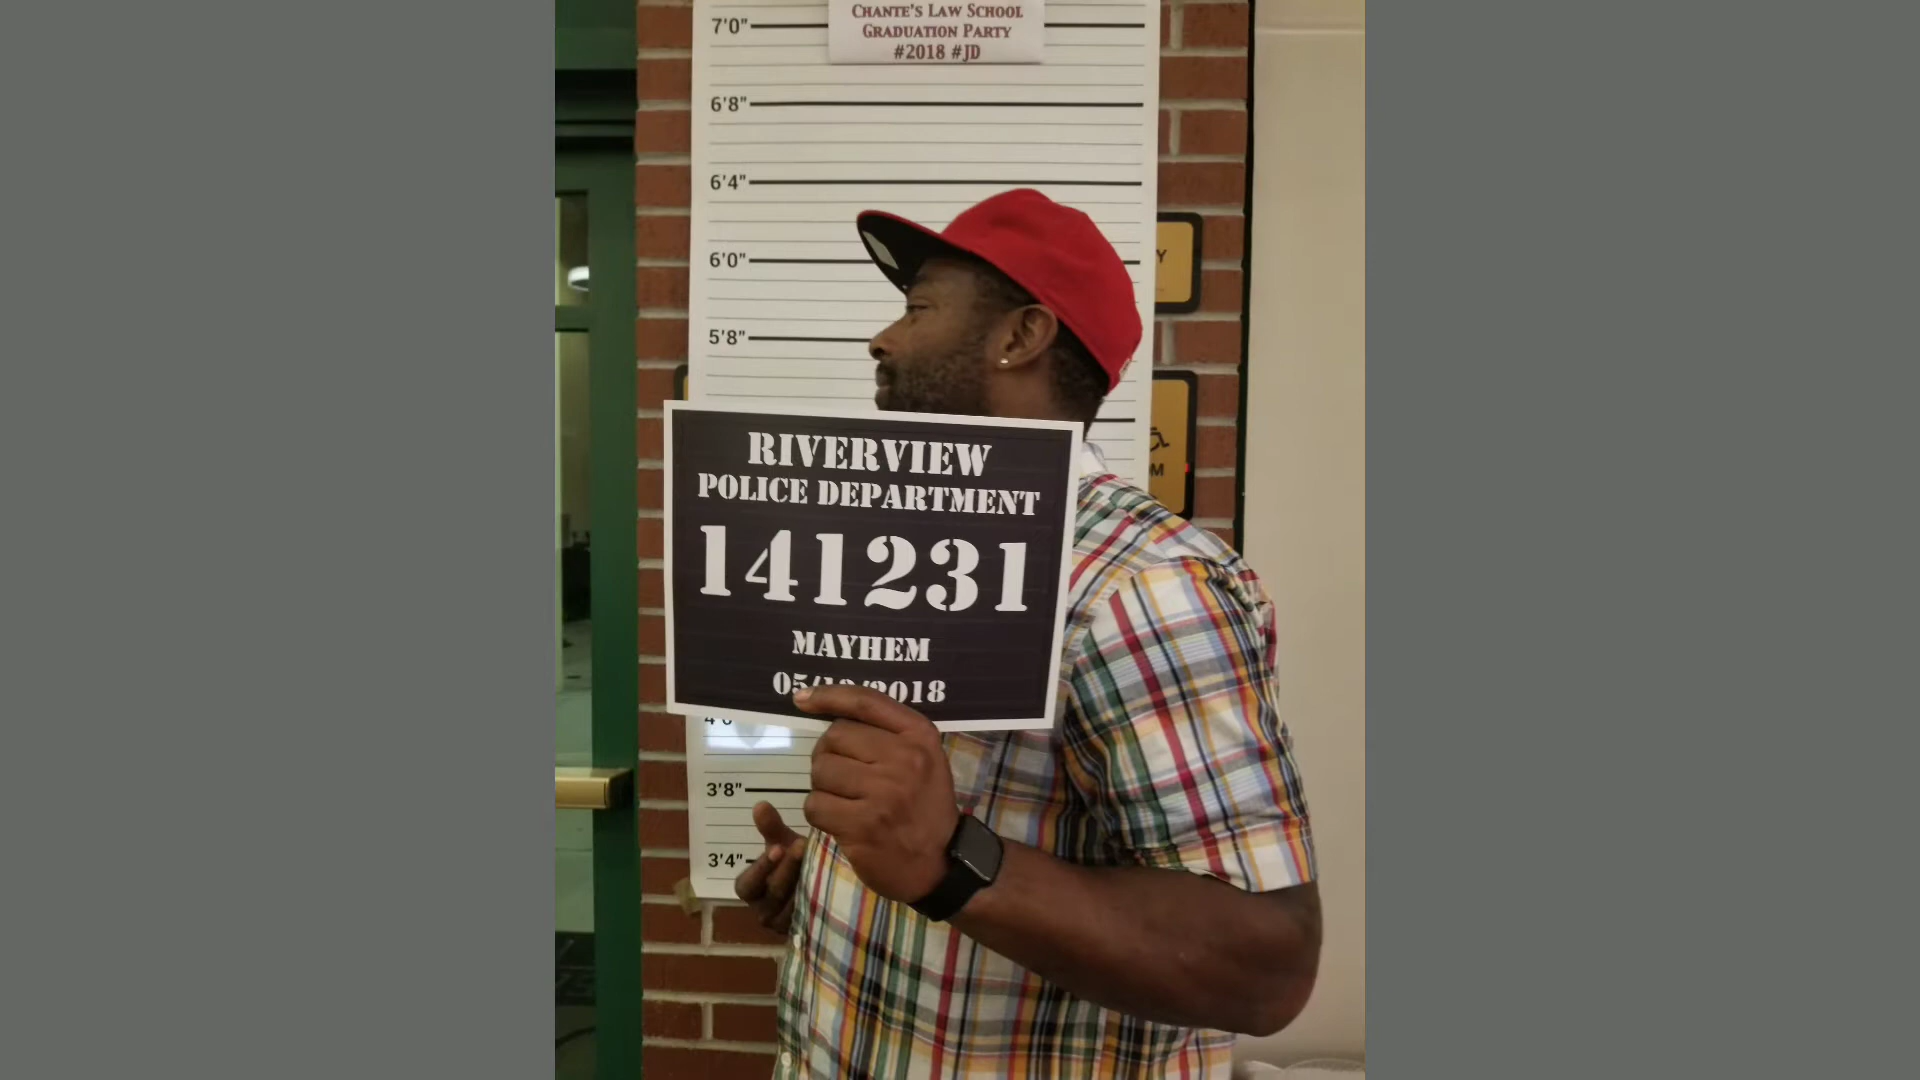 CHANTE'S LAW SCHOOL
GRADUATION PARTY
#2018 #JD
7'0"
6'8"
6'4"
6'0"
5'8"
RIVERVIEW
POLICE DEPARTMENT
141231
MAYHEM
3'8"
3'4"